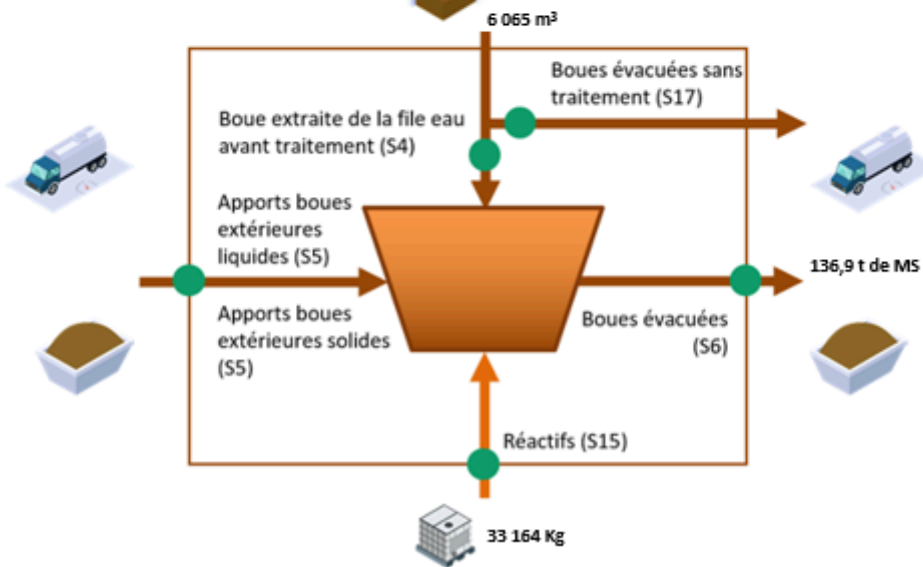 6 065 m³
Boues évacuées sans
traitement (S17)
Boue extraite de la file eau
avant traitement (S4)
Apports boues
extérieures
liquides (S5)
136,9 t de MS
Apports boues
extérieures solides
(S5)
Boues évacuées
(S6)
Réactifs (S15)
33 164 Kg